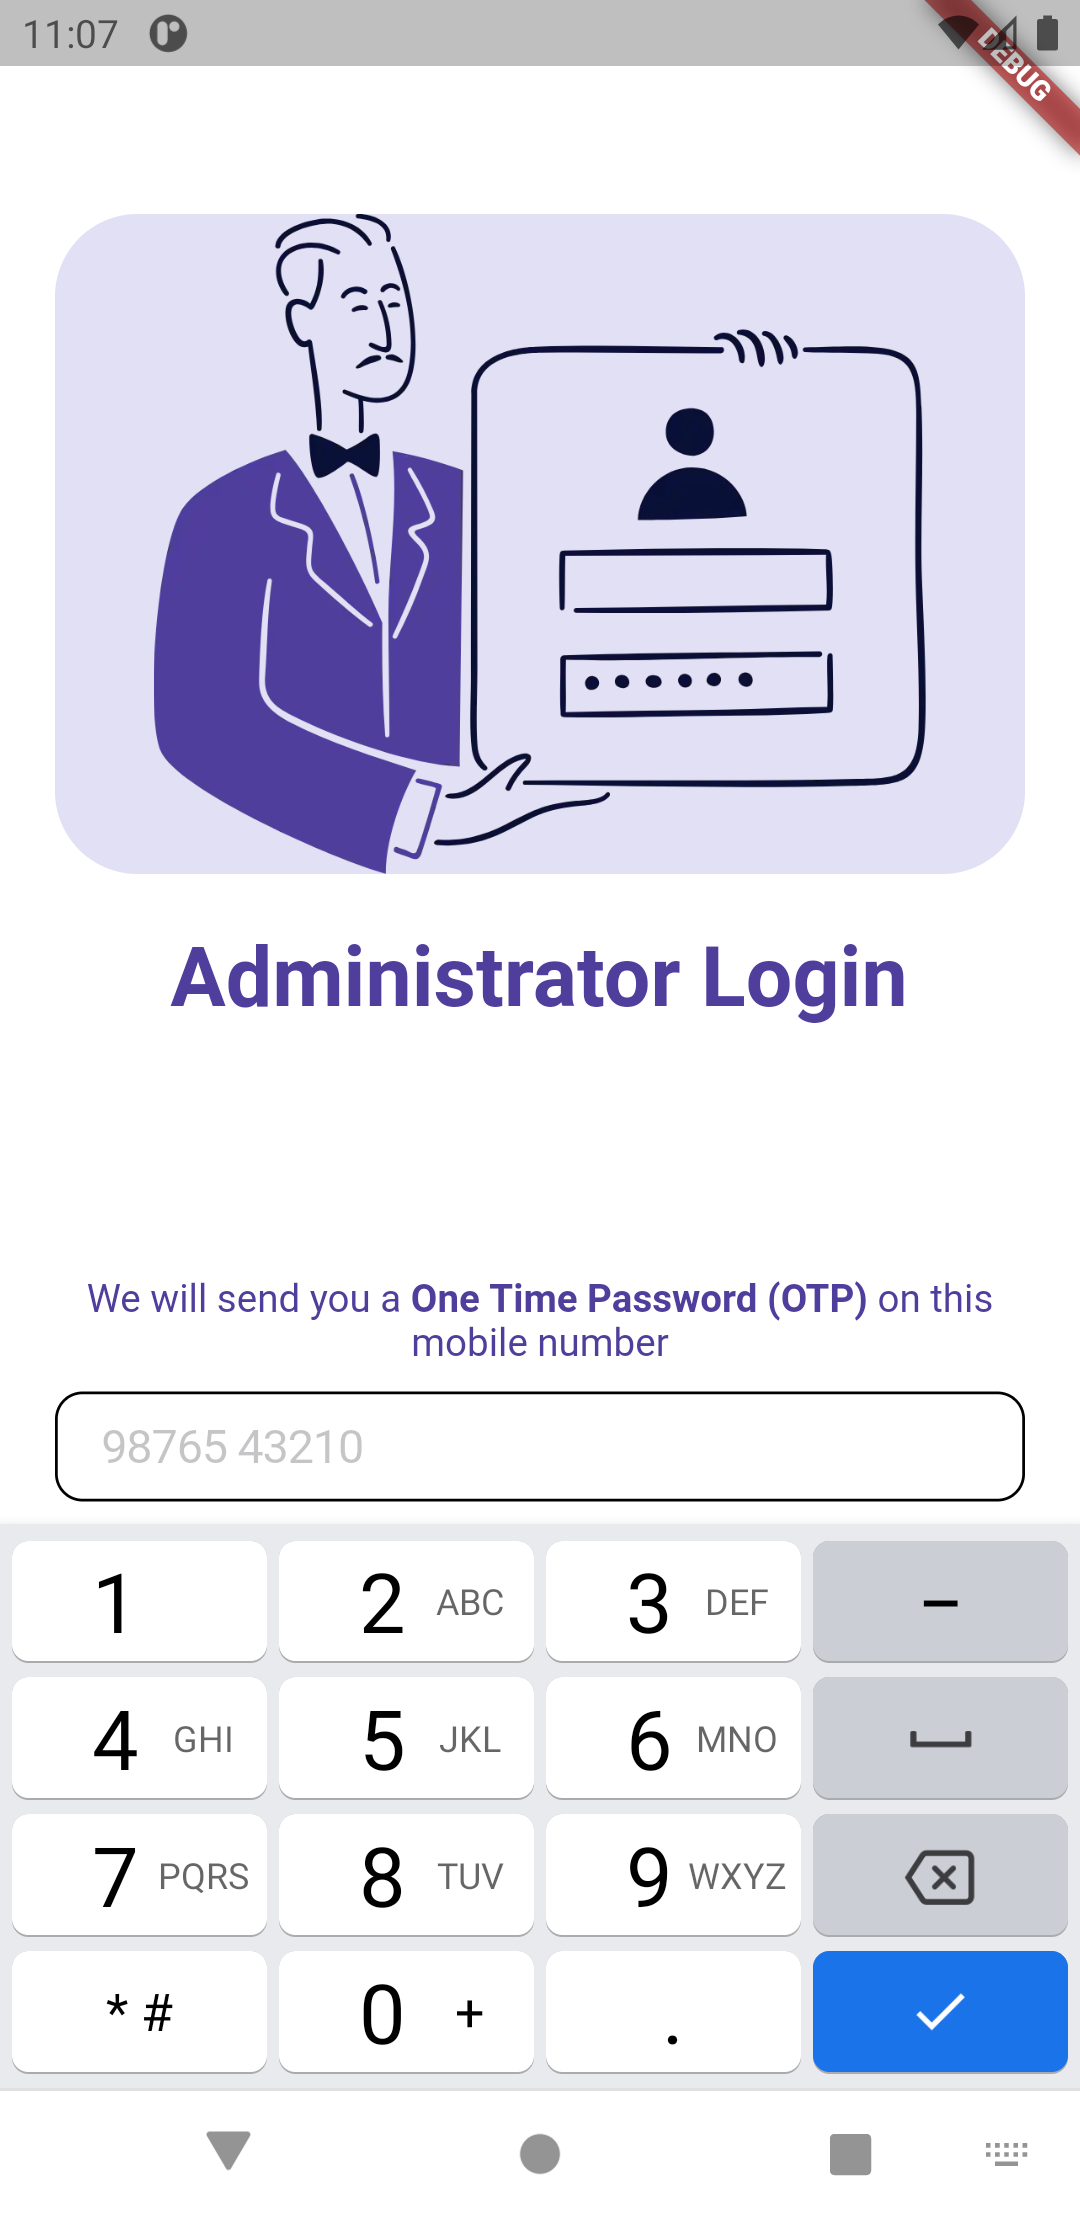 11:07
DEBUG
Administrator Login
We will send you a One Time Password (OTP) on this
mobile number
98765 43210
1 2 ABC 3 DEF –
4 GHI 5 JKL 6 MNO
7 PQRS 8 TUV 9 WXYZ
* # 0 + .